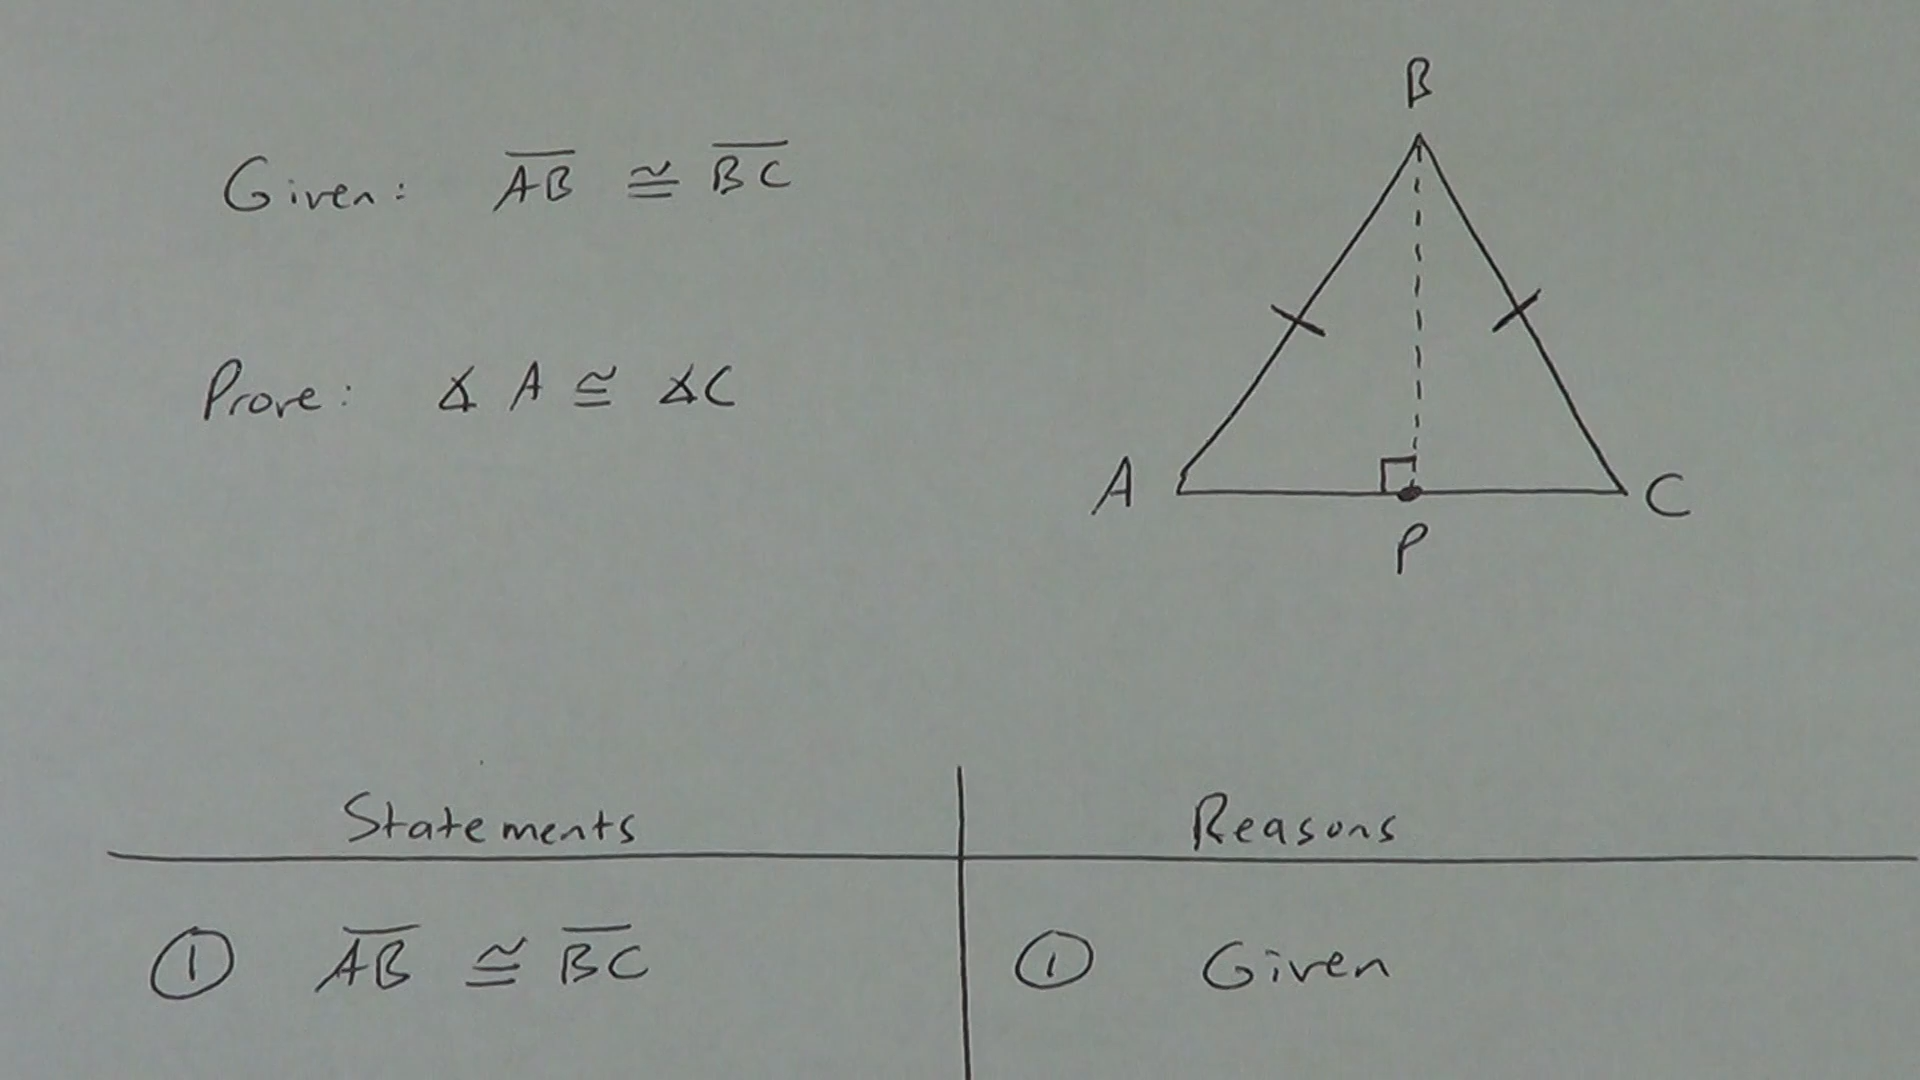 Given: AB ≅ BC
Prove: ∡ A ≅ ∡C
B
A
C
P
Statements
Reasons
① AB ≅ BC
① Given